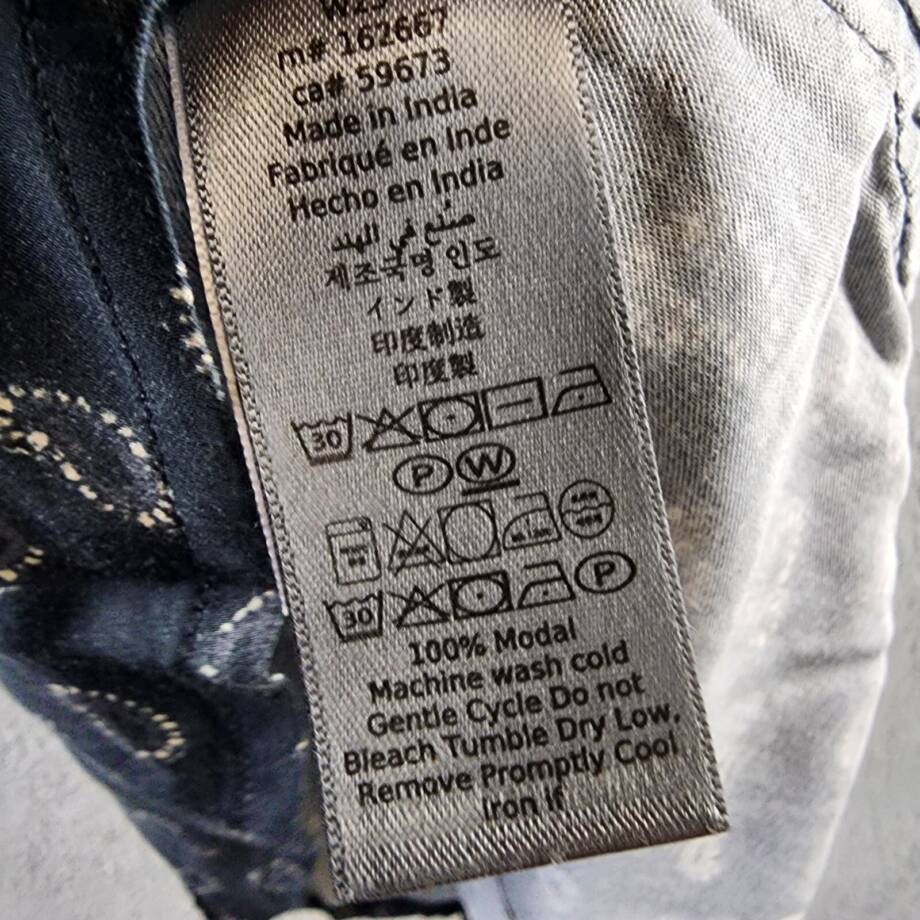 m# 162667
ca# 59673
Made in India
Fabriqué en Inde
Hecho en India
صنع في الهند
제조국명 인도
インド製
印度制造
印度製
30
P W
30 P
100% Modal
Machine wash cold
Gentle Cycle Do not
Bleach Tumble Dry Low.
Remove Promptly Cool
Iron If